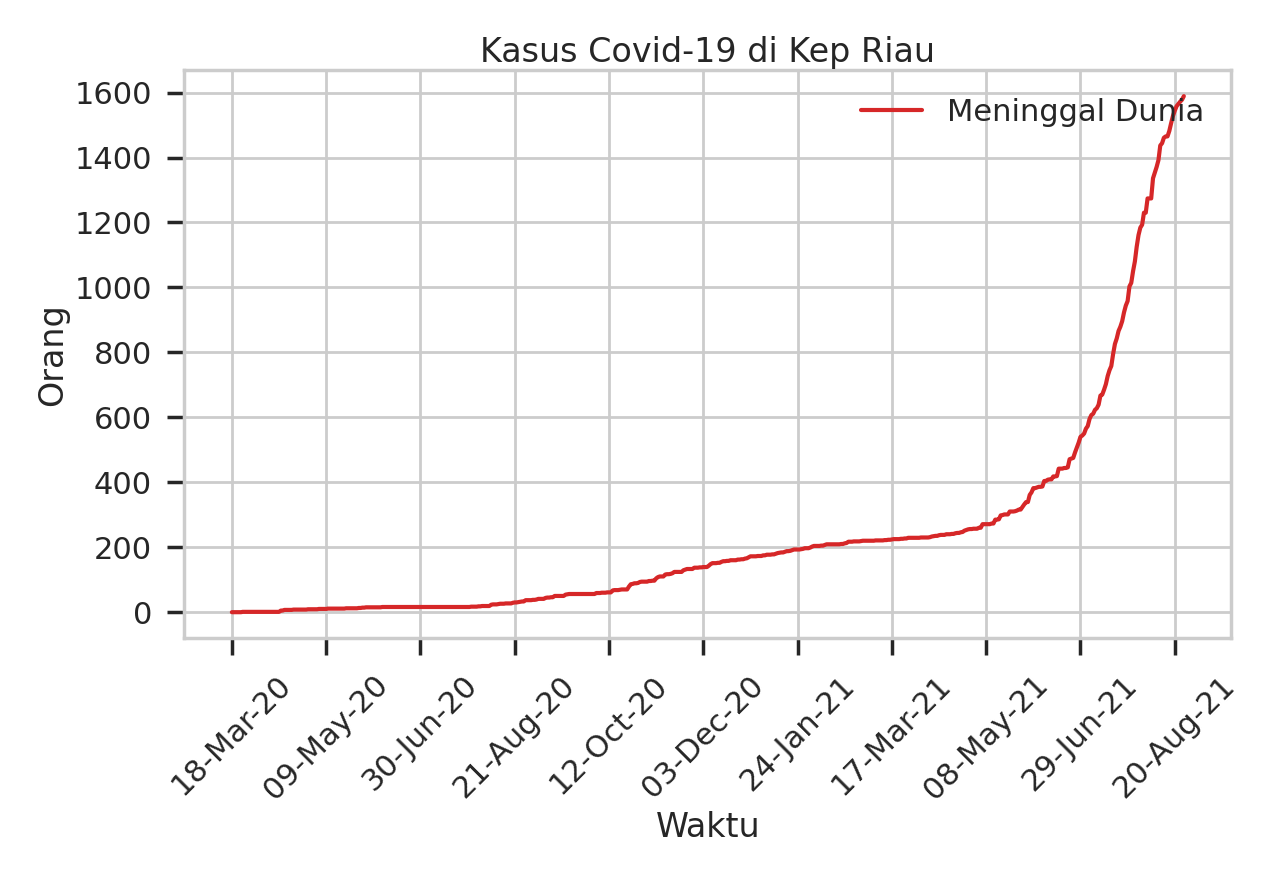 Kasus Covid-19 di Kep Riau
Meninggal Dunia
Orang
1600
1400
1200
1000
800
600
400
200
0
18-Mar-20
09-May-20
30-Jun-20
21-Aug-20
12-Oct-20
03-Dec-20
24-Jan-21
17-Mar-21
08-May-21
29-Jun-21
20-Aug-21
Waktu